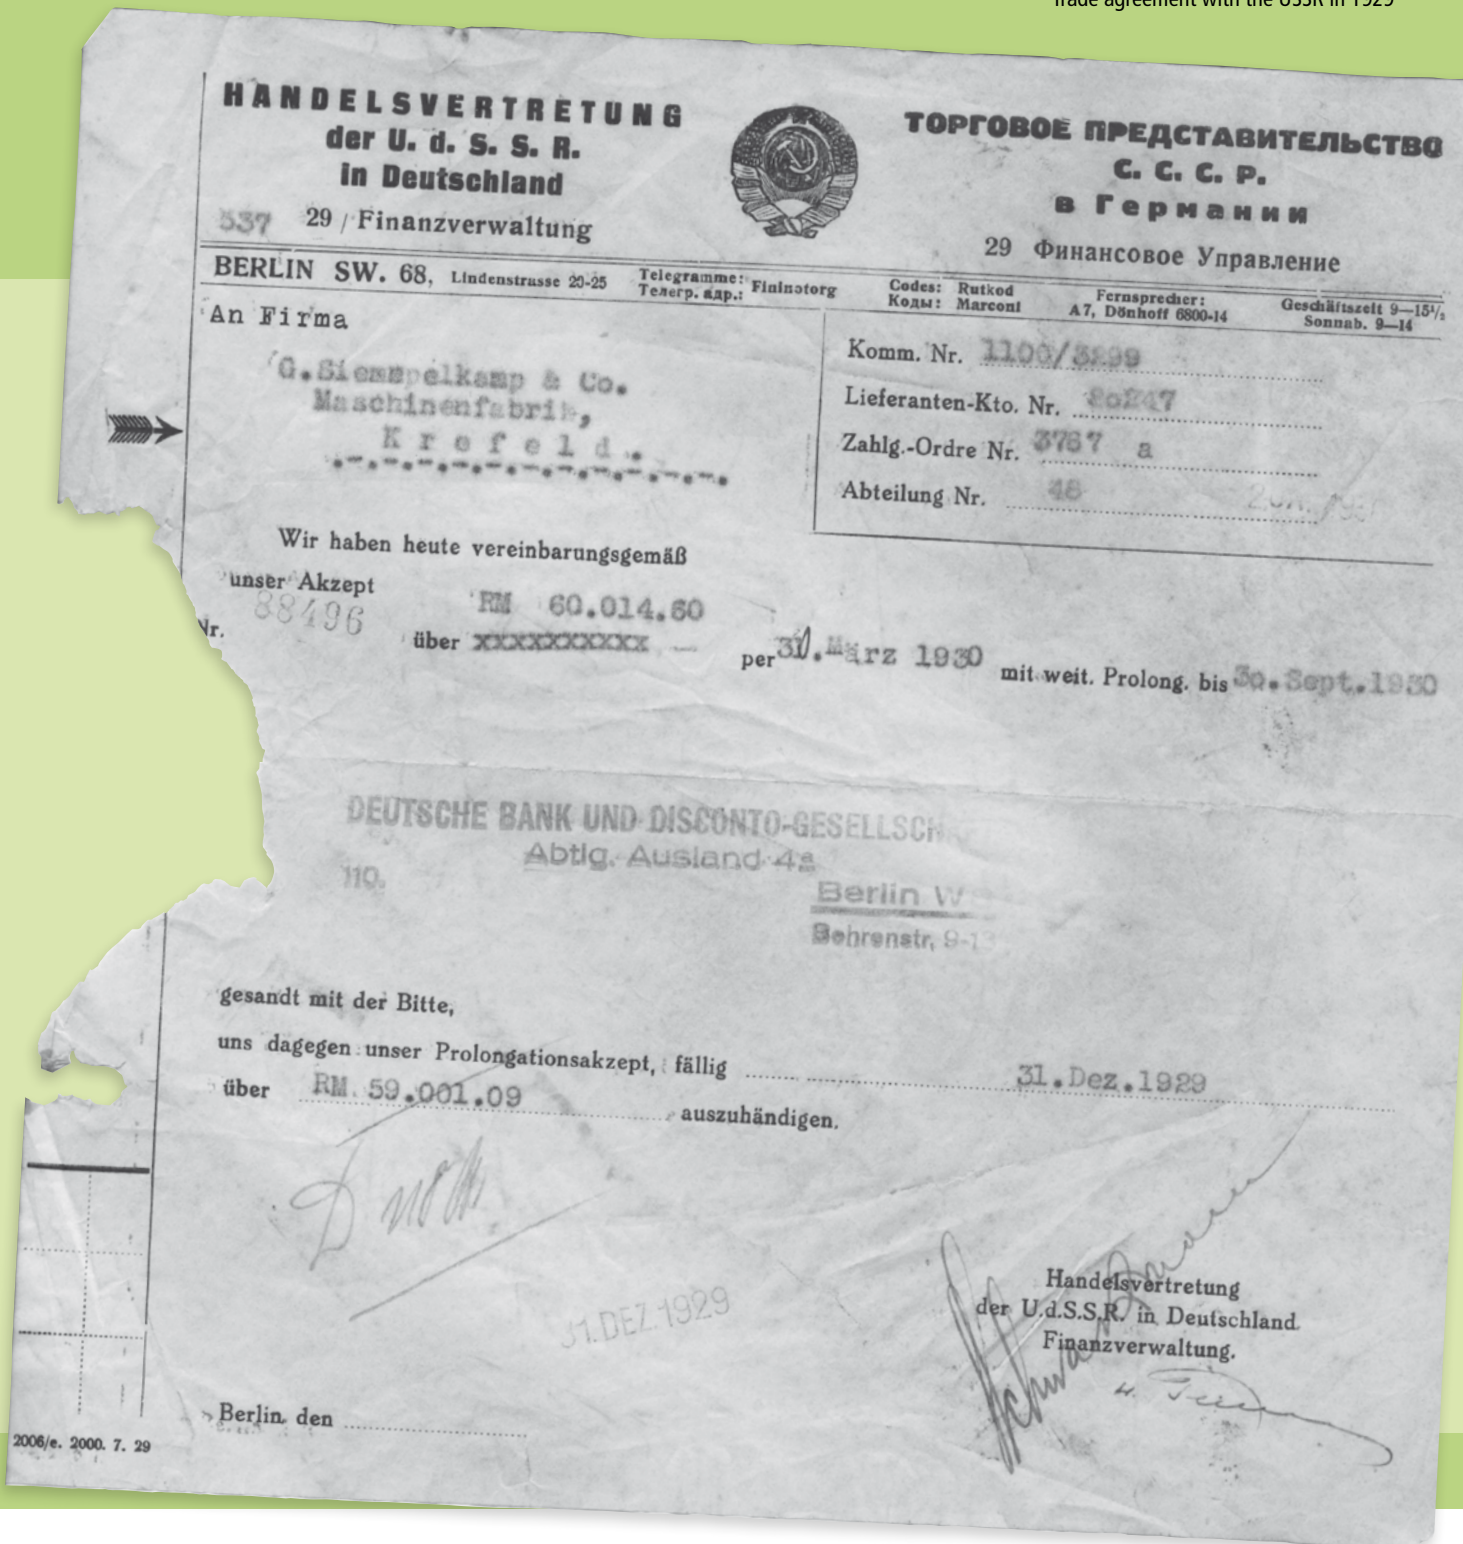 Trade agreement with the USSR in 1929
HANDELSVERTRETUNG
der U. d. S. S. R.
in Deutschland
537 29 / Finanzverwaltung
ТОРГОВОЕ ПРЕДСТАВИТЕЛЬСТВО
С. С. С. Р.
в Германии
29 Финансовое Управление
BERLIN SW. 68, Lindenstrasse 20-25
Telegramme: Fininotorg
Телегр. адр.:
Codes: Rutkod
Коды: Marconi
Fernsprecher:
A7, Dönhoff 6800-14
Geschäftszeit 9—15½
Sonnab. 9—14
An Firma
G.Siempelkamp & Co.
Maschinenfabrik,
Krefeld.
Komm. Nr. 1100/3299
Lieferanten-Kto. Nr.
Zahlg.-Ordre Nr. 3767 a
Abteilung Nr. 48
Wir haben heute vereinbarungsgemäß
unser Akzept
Nr. 88496
RM 60.014.60
über xxxxxxxxxx
per 31.März 1930 mit weit. Prolong. bis 30.Sept.1930
DEUTSCHE BANK UND DISCONTO-GESELLSCH
Abtlg. Ausland 4a
110.
Berlin W
Behrenstr. 9-13
gesandt mit der Bitte,
uns dagegen unser Prolongationsakzept, fällig 31.Dez.1929
über RM. 59.001.09 auszuhändigen.
31.DEZ.1929
Handelsvertretung
der U.d.S.S.R. in Deutschland
Finanzverwaltung.
Berlin, den
2006/e. 2000. 7. 29